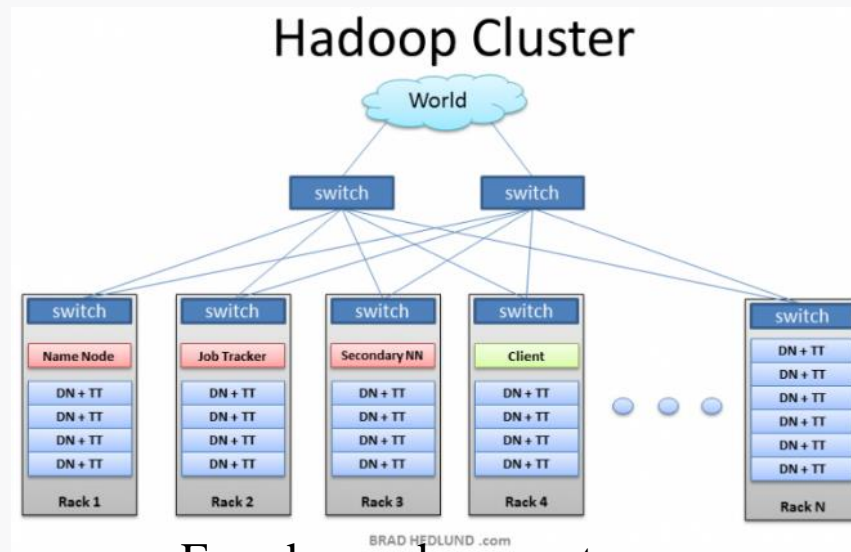 Hadoop Cluster
World
switch switch
switch switch switch switch switch
Name Node Job Tracker Secondary NN Client DN + TT
DN + TT
DN + TT DN + TT DN + TT DN + TT DN + TT
DN + TT DN + TT DN + TT DN + TT DN + TT
DN + TT DN + TT DN + TT DN + TT DN + TT
DN + TT DN + TT DN + TT DN + TT DN + TT
Rack 1 Rack 2 Rack 3 Rack 4 Rack N
BRAD HEDLUND .com